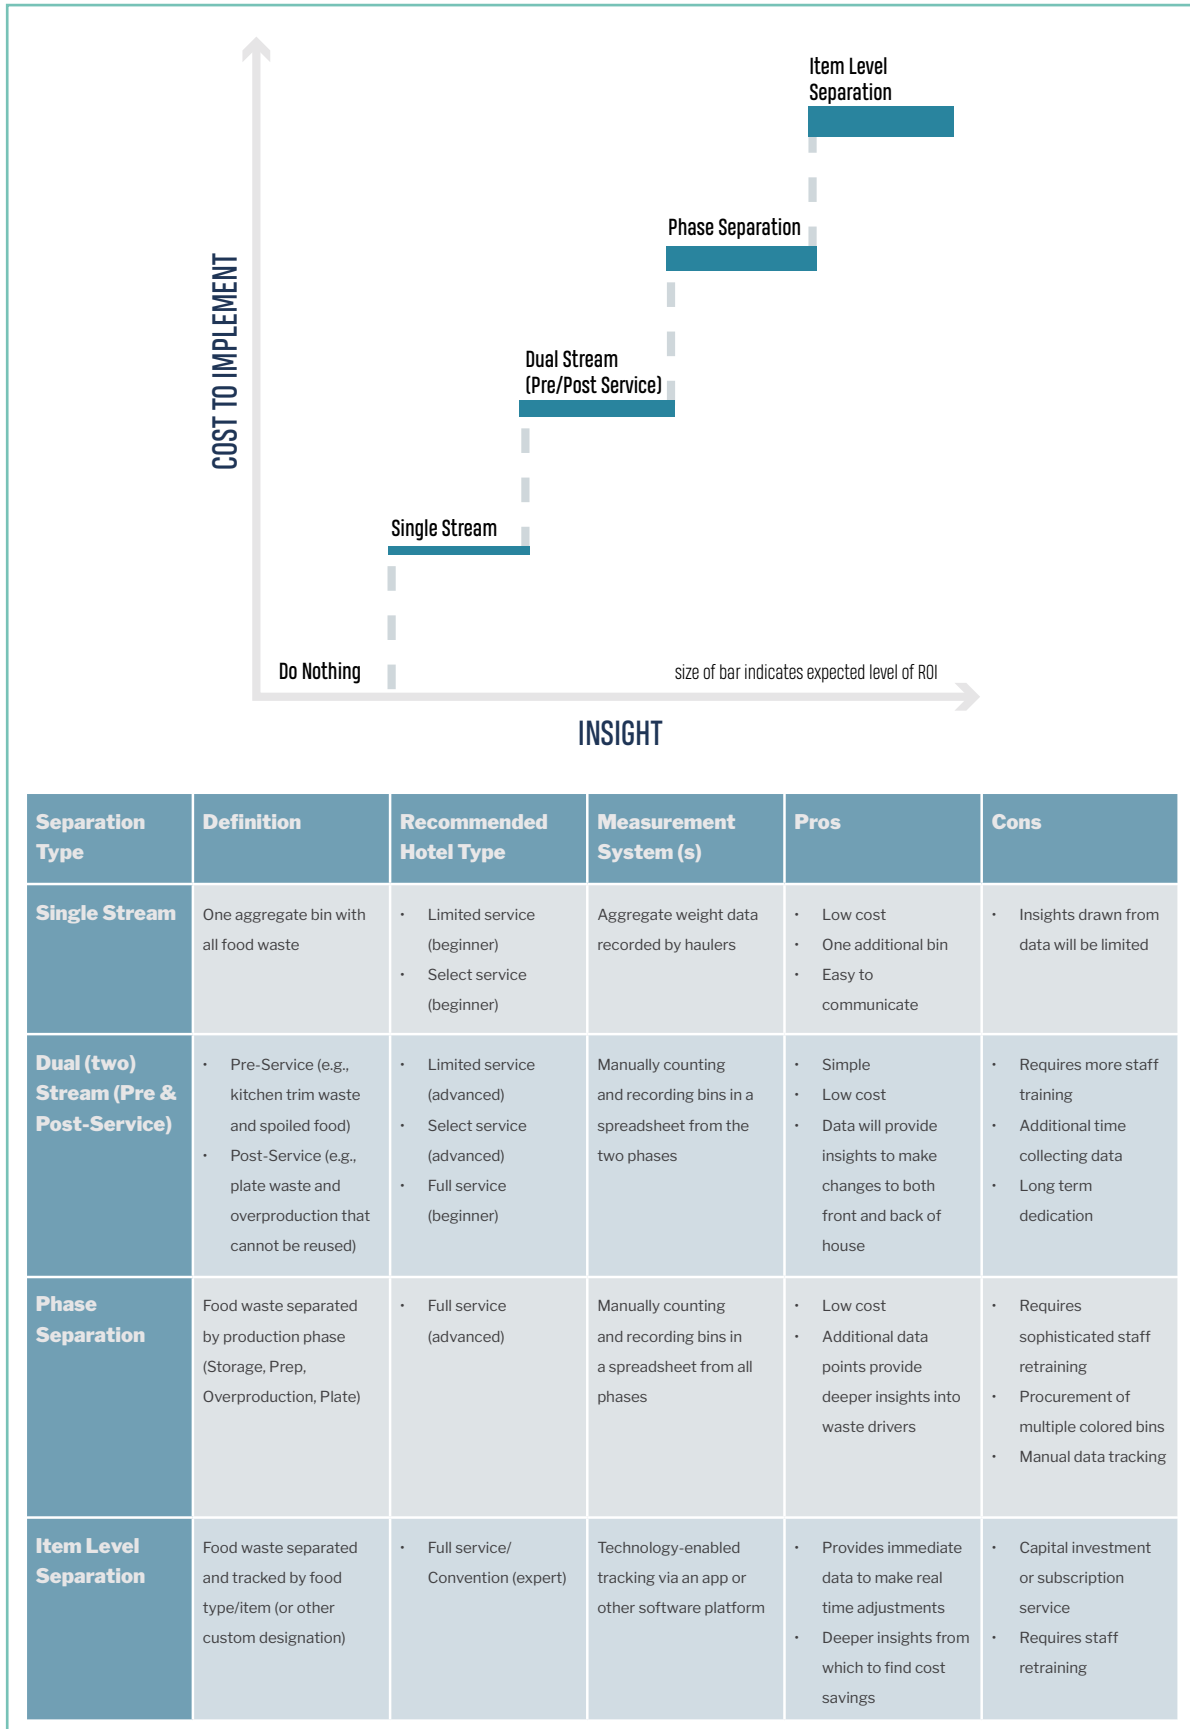 Item Level
Separation
Phase Separation
Dual Stream
(Pre/Post Service)
Single Stream
Do Nothing
size of bar indicates expected level of ROI
COST TO IMPLEMENT
INSIGHT
Separation
Type
Definition
Recommended
Hotel Type
Measurement
System (s)
Pros
Cons
Single Stream
One aggregate bin with
all food waste
• Limited service
(beginner)
• Select service
(beginner)
Aggregate weight data
recorded by haulers
• Low cost
• One additional bin
• Easy to
communicate
• Insights drawn from
data will be limited
Dual (two)
Stream (Pre &
Post-Service)
• Pre-Service (e.g.,
kitchen trim waste
and spoiled food)
• Post-Service (e.g.,
plate waste and
overproduction that
cannot be reused)
• Limited service
(advanced)
• Select service
(advanced)
• Full service
(beginner)
Manually counting
and recording bins in a
spreadsheet from the
two phases
• Simple
• Low cost
• Data will provide
insights to make
changes to both
front and back of
house
• Requires more staff
training
• Additional time
collecting data
• Long term
dedication
Phase
Separation
Food waste separated
by production phase
(Storage, Prep,
Overproduction, Plate)
• Full service
(advanced)
Manually counting
and recording bins in
a spreadsheet from all
phases
• Low cost
• Additional data
points provide
deeper insights into
waste drivers
• Requires
sophisticated staff
retraining
• Procurement of
multiple colored bins
• Manual data tracking
Item Level
Separation
Food waste separated
and tracked by food
type/item (or other
custom designation)
• Full service/
Convention (expert)
Technology-enabled
tracking via an app or
other software platform
• Provides immediate
data to make real
time adjustments
• Deeper insights from
which to find cost
savings
• Capital investment
or subscription
service
• Requires staff
retraining